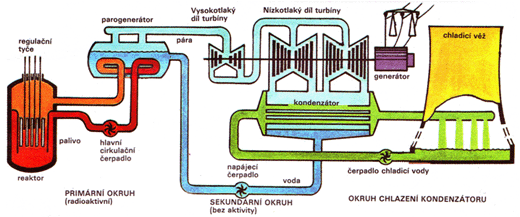 parogenerátor
Vysokotlaký
díl turbíny
Nízkotlaký díl turbíny
regulační
tyče
pára
chladicí věž
generátor
kondenzátor
palivo
hlavní
cirkulační
čerpadlo
reaktor
napájecí
čerpadlo
voda
čerpadlo chladicí vody
PRIMÁRNÍ OKRUH
(radioaktivní)
SEKUNDÁRNÍ OKRUH
(bez aktivity)
OKRUH CHLAZENÍ KONDENZÁTORU